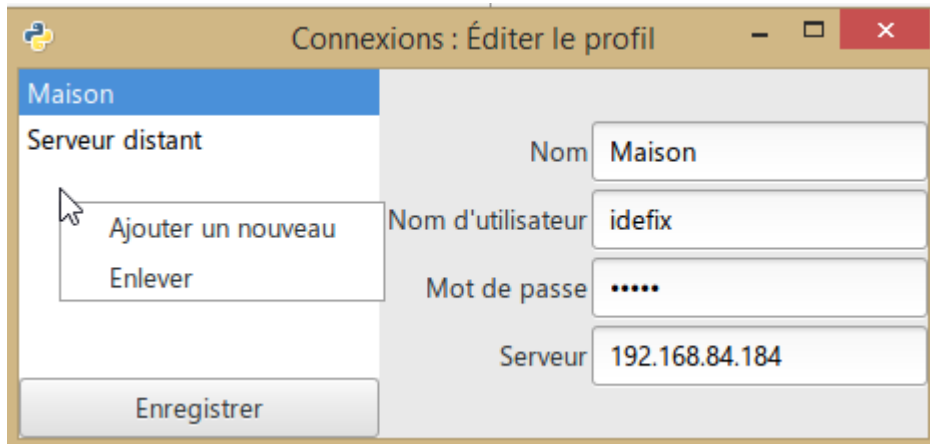 Connexions : Éditer le profil
Maison
Serveur distant
Ajouter un nouveau
Enlever
Enregistrer
Nom Maison
Nom d'utilisateur idefix
Mot de passe •••••
Serveur 192.168.84.184